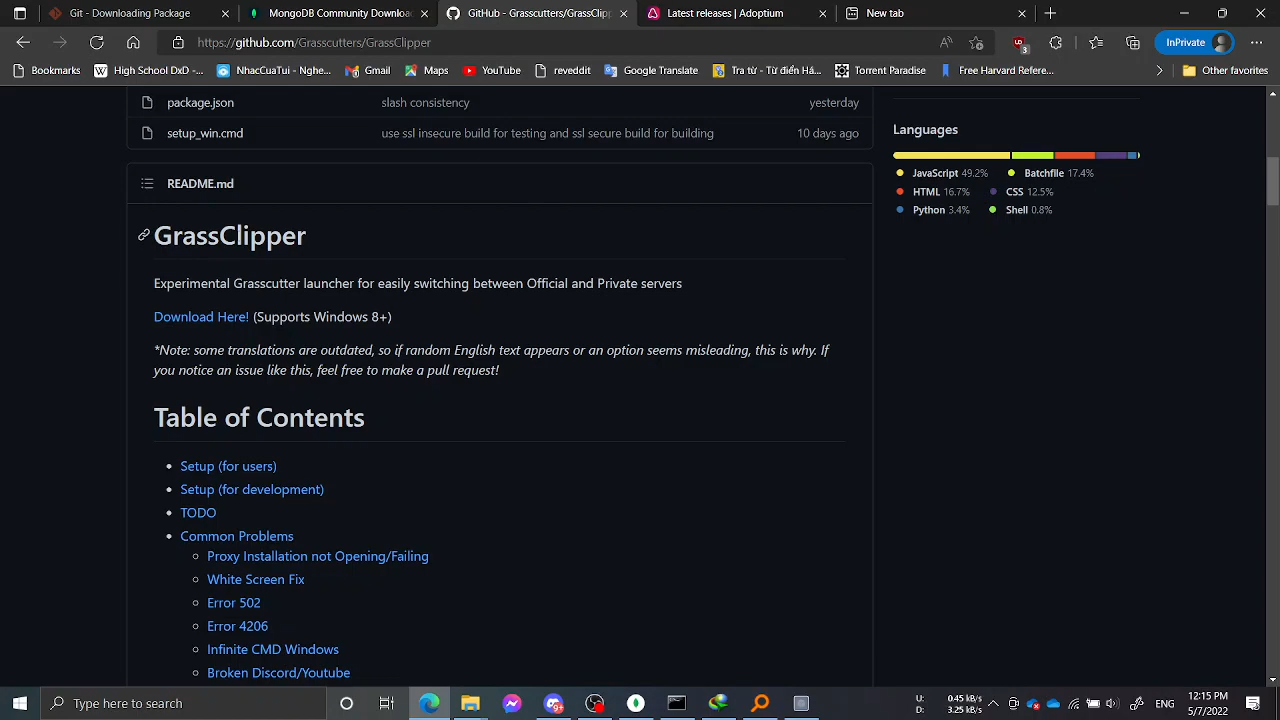 Git - Downloading Package
MongoDB Community Downloa
GitHub - Grasscutters/GrassClipp
Latest releases | Adoptium
New tab
https://github.com/Grasscutters/GrassClipper
InPrivate
Bookmarks
High School DxD -...
NhacCuaTui - Nghe...
Gmail
Maps
YouTube
reveddit
Google Translate
Tra từ - Từ điển Há...
Torrent Paradise
Free Harvard Refere...
Other favorites
package.json slash consistency yesterday
setup_win.cmd use ssl insecure build for testing and ssl secure build for building 10 days ago
README.md
GrassClipper
Experimental Grasscutter launcher for easily switching between Official and Private servers
Download Here! (Supports Windows 8+)
*Note: some translations are outdated, so if random English text appears or an option seems misleading, this is why. If
you notice an issue like this, feel free to make a pull request!
Table of Contents
Setup (for users)
Setup (for development)
TODO
Common Problems
Proxy Installation not Opening/Failing
White Screen Fix
Error 502
Error 4206
Infinite CMD Windows
Broken Discord/Youtube
Languages
JavaScript 49.2% Batchfile 17.4%
HTML 16.7% CSS 12.5%
Python 3.4% Shell 0.8%
Type here to search
U: 0.45 kB/s
D: 3.25 kB/s
ENG
12:15 PM
5/7/2022